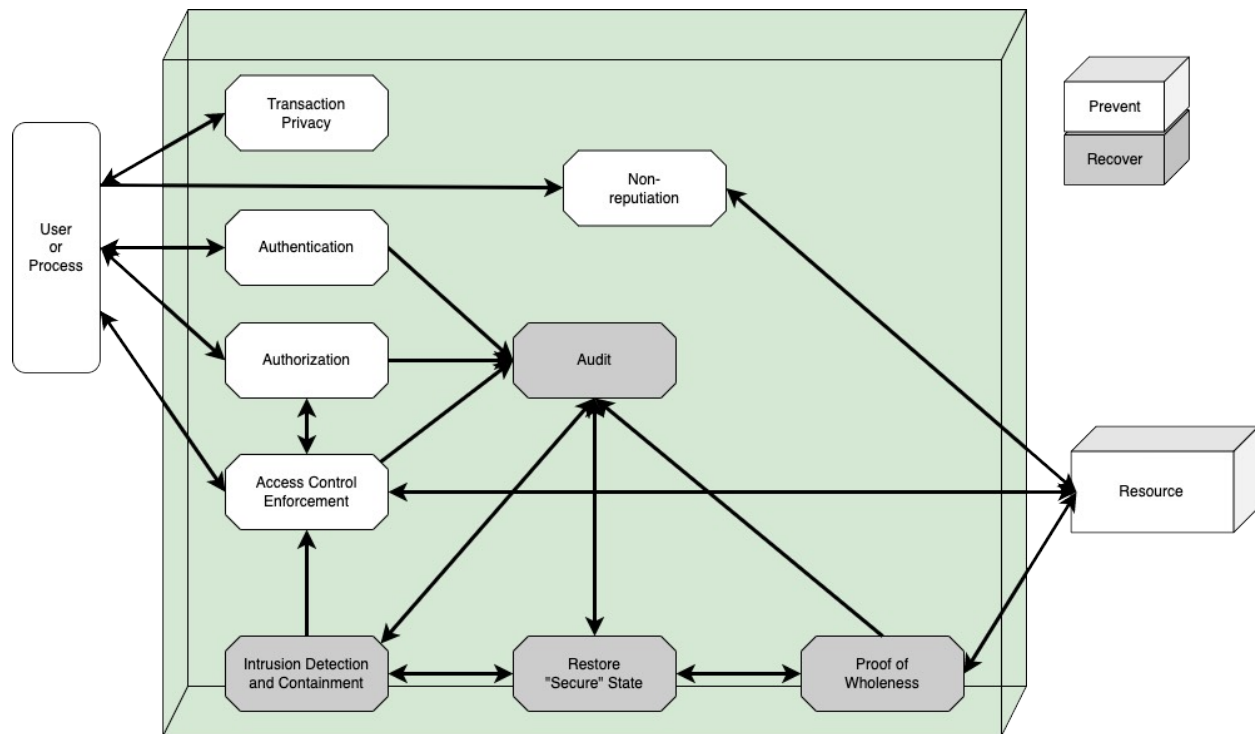 Transaction
Privacy
Prevent
Recover
Non-
reputiation
User
or
Process
Authentication
Authorization
Audit
Access Control
Enforcement
Resource
Intrusion Detection
and Containment
Restore
"Secure" State
Proof of
Wholeness